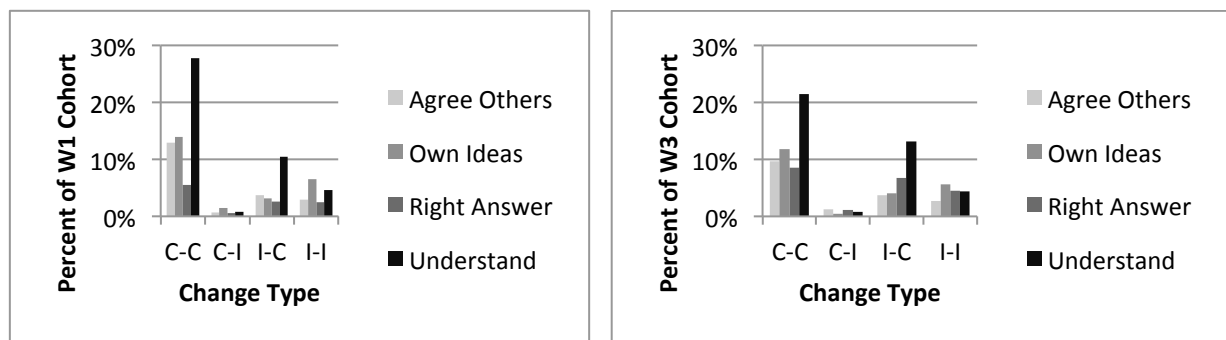 Percent of W1 Cohort
30%
20%
10%
0%
C-C C-I I-C I-I
Change Type
Agree Others
Own Ideas
Right Answer
Understand
Percent of W3 Cohort
30%
20%
10%
0%
C-C C-I I-C I-I
Change Type
Agree Others
Own Ideas
Right Answer
Understand